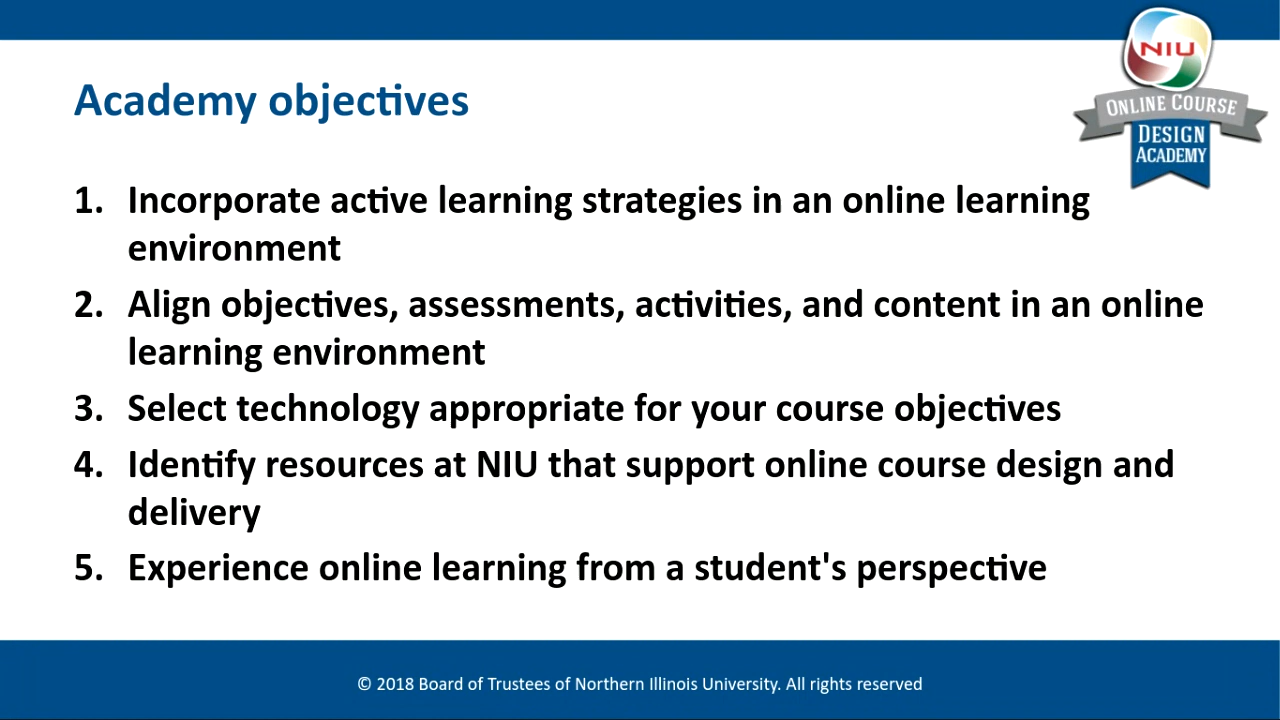 NIU
ONLINE COURSE
DESIGN
ACADEMY
Academy objectives
1. Incorporate active learning strategies in an online learning
environment
2. Align objectives, assessments, activities, and content in an online
learning environment
3. Select technology appropriate for your course objectives
4. Identify resources at NIU that support online course design and
delivery
5. Experience online learning from a student's perspective
© 2018 Board of Trustees of Northern Illinois University. All rights reserved